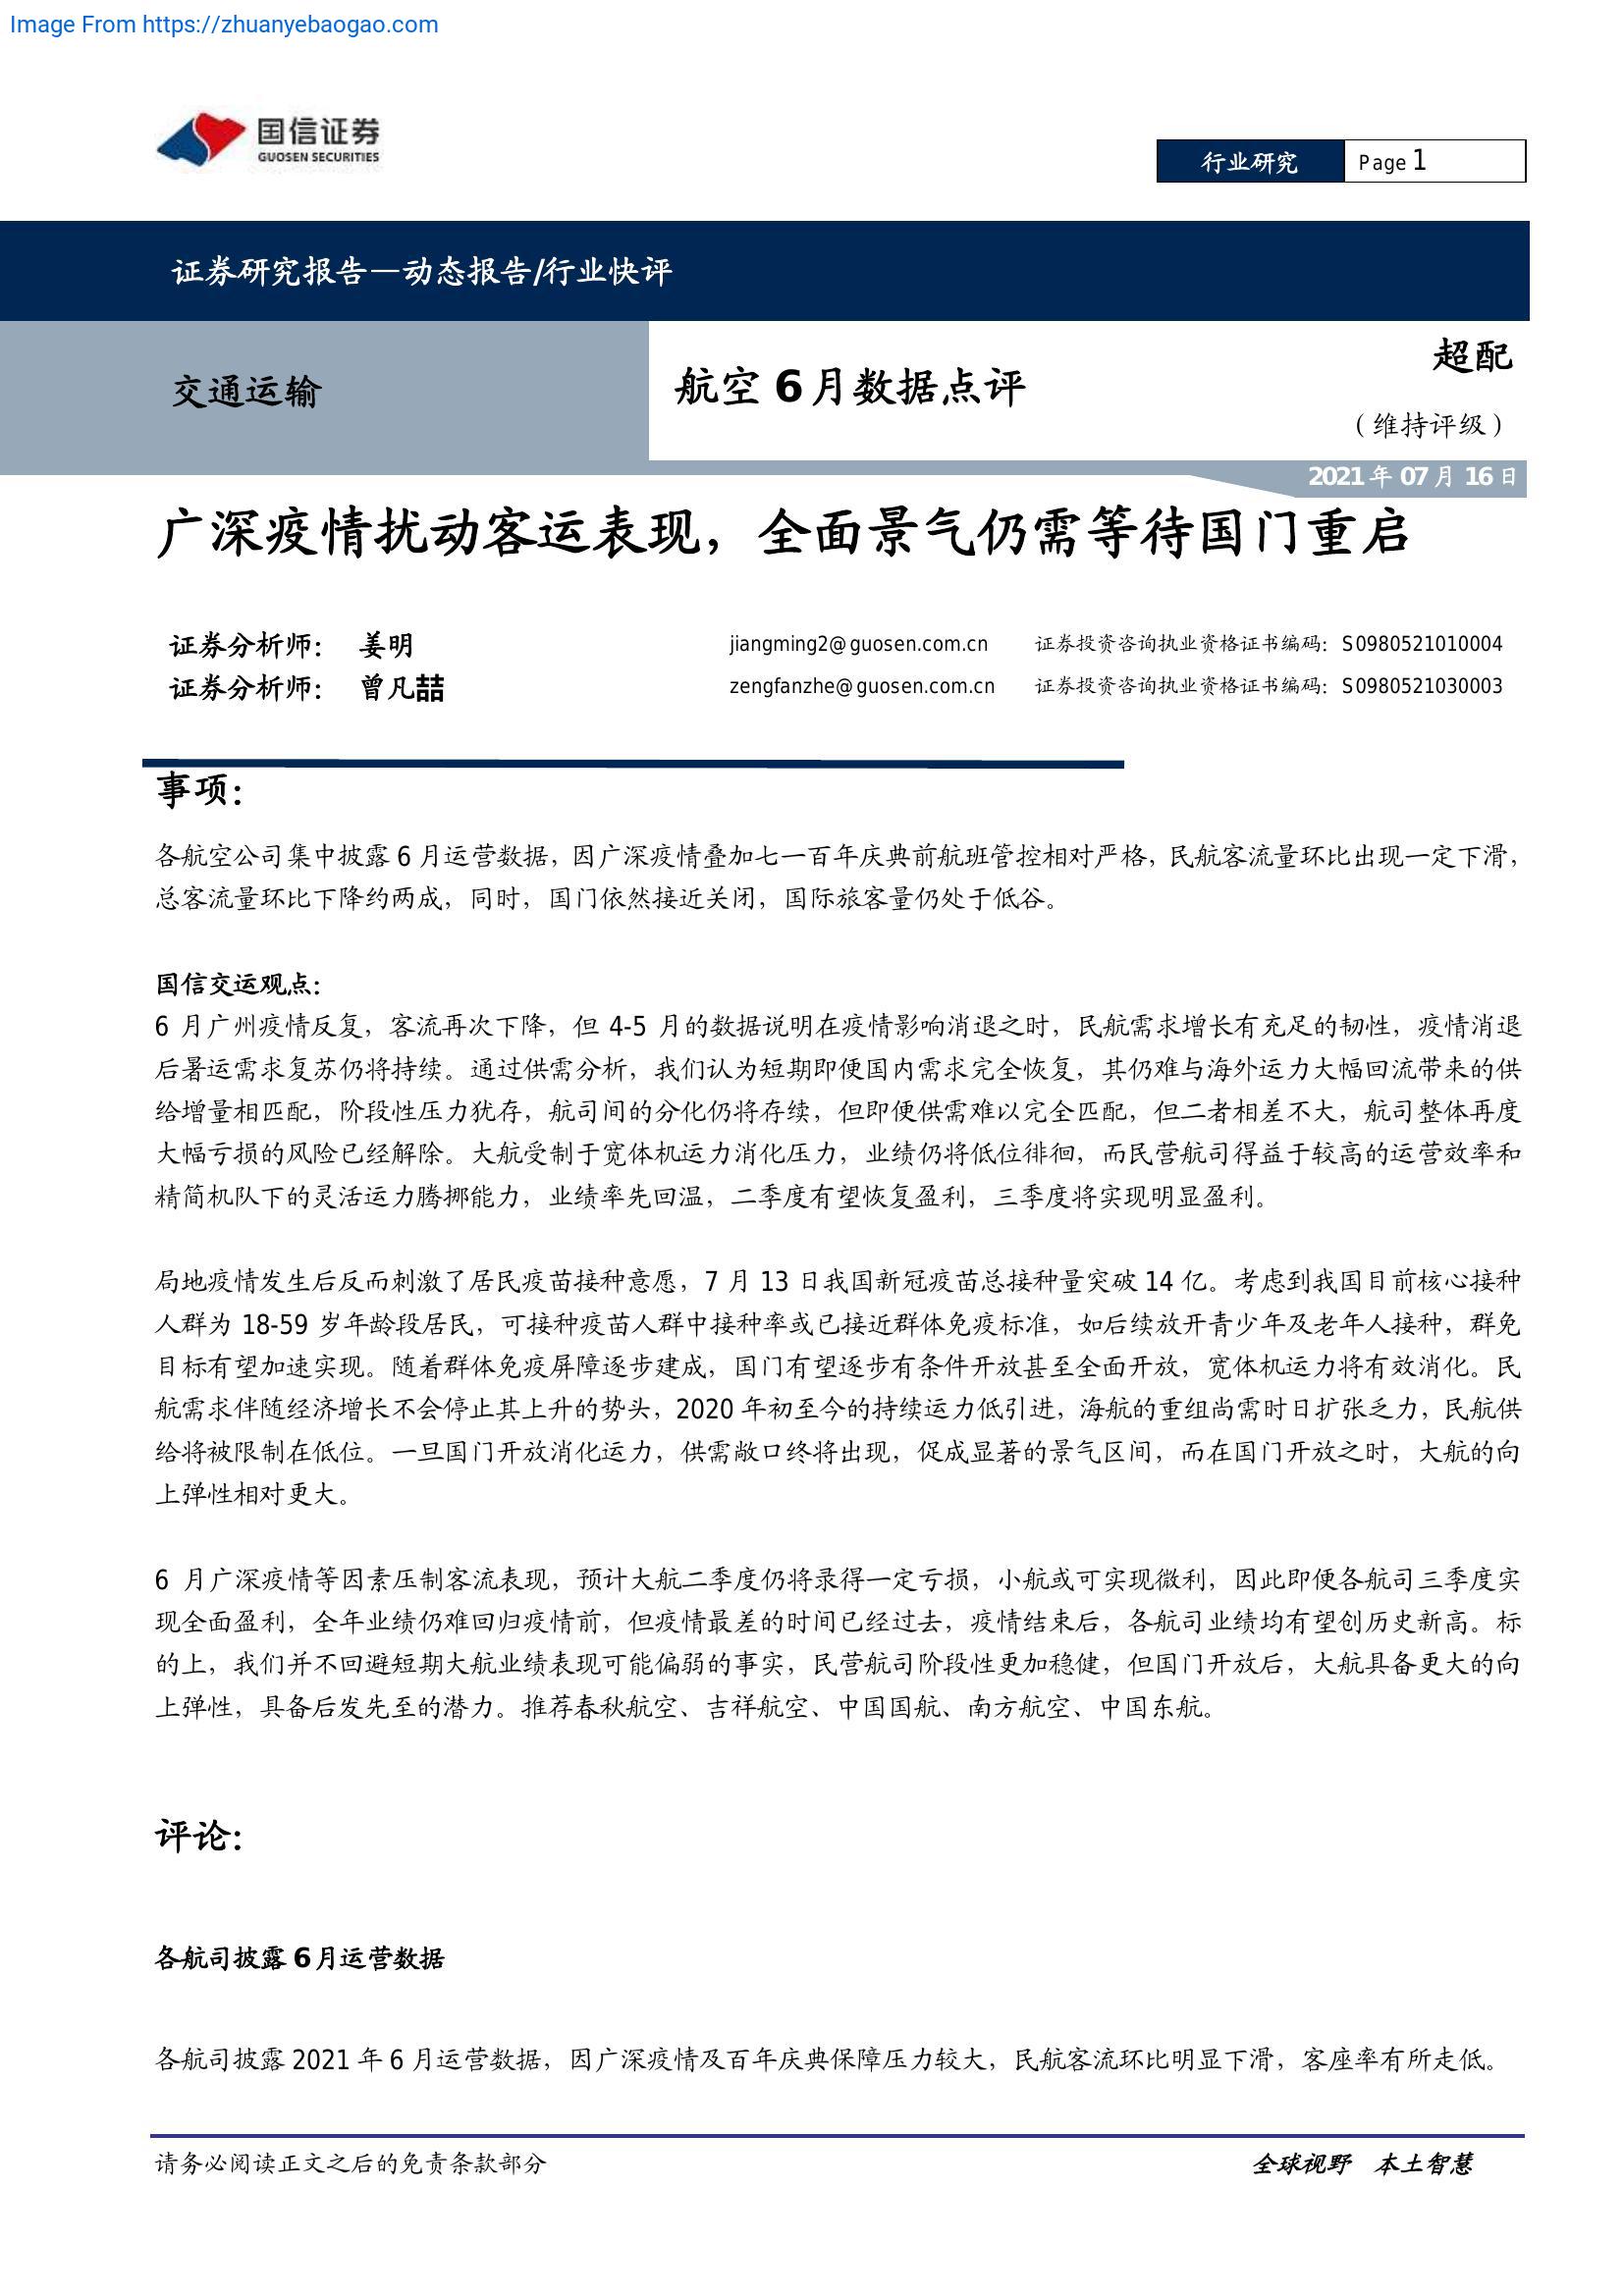 Image From https://zhuanyebaogao.com
国信证券
GUOSEN SECURITIES
行业研究
Page 1
证券研究报告—动态报告/行业快评
交通运输
航空 6 月数据点评
超配
（维持评级）
2021 年 07 月 16 日
广深疫情扰动客运表现，全面景气仍需等待国门重启
证券分析师： 姜明 jiangming2@guosen.com.cn 证券投资咨询执业资格证书编码：S0980521010004
证券分析师： 曾凡喆 zengfanzhe@guosen.com.cn 证券投资咨询执业资格证书编码：S0980521030003
事项：
各航空公司集中披露 6 月运营数据，因广深疫情叠加七一百年庆典前航班管控相对严格，民航客流量环比出现一定下滑，
总客流量环比下降约两成，同时，国门依然接近关闭，国际旅客量仍处于低谷。
国信交运观点：
6 月广州疫情反复，客流再次下降，但 4-5 月的数据说明在疫情影响消退之时，民航需求增长有充足的韧性，疫情消退
后暑运需求复苏仍将持续。通过供需分析，我们认为短期即便国内需求完全恢复，其仍难与海外运力大幅回流带来的供
给增量相匹配，阶段性压力犹存，航司间的分化仍将存续，但即便供需难以完全匹配，但二者相差不大，航司整体再度
大幅亏损的风险已经解除。大航受制于宽体机运力消化压力，业绩仍将低位徘徊，而民营航司得益于较高的运营效率和
精简机队下的灵活运力腾挪能力，业绩率先回温，二季度有望恢复盈利，三季度将实现明显盈利。
局地疫情发生后反而刺激了居民疫苗接种意愿，7 月 13 日我国新冠疫苗总接种量突破 14 亿。考虑到我国目前核心接种
人群为 18-59 岁年龄段居民，可接种疫苗人群中接种率或已接近群体免疫标准，如后续放开青少年及老年人接种，群免
目标有望加速实现。随着群体免疫屏障逐步建成，国门有望逐步有条件开放甚至全面开放，宽体机运力将有效消化。民
航需求伴随经济增长不会停止其上升的势头，2020 年初至今的持续运力低引进，海航的重组尚需时日扩张乏力，民航供
给将被限制在低位。一旦国门开放消化运力，供需敞口终将出现，促成显著的景气区间，而在国门开放之时，大航的向
上弹性相对更大。
6 月广深疫情等因素压制客流表现，预计大航二季度仍将录得一定亏损，小航或可实现微利，因此即便各航司三季度实
现全面盈利，全年业绩仍难回归疫情前，但疫情最差的时间已经过去，疫情结束后，各航司业绩均有望创历史新高。标
的上，我们并不回避短期大航业绩表现可能偏弱的事实，民营航司阶段性更加稳健，但国门开放后，大航具备更大的向
上弹性，具备后发先至的潜力。推荐春秋航空、吉祥航空、中国国航、南方航空、中国东航。
评论：
各航司披露 6 月运营数据
各航司披露 2021 年 6 月运营数据，因广深疫情及百年庆典保障压力较大，民航客流环比明显下滑，客座率有所走低。
请务必阅读正文之后的免责条款部分
全球视野 本土智慧